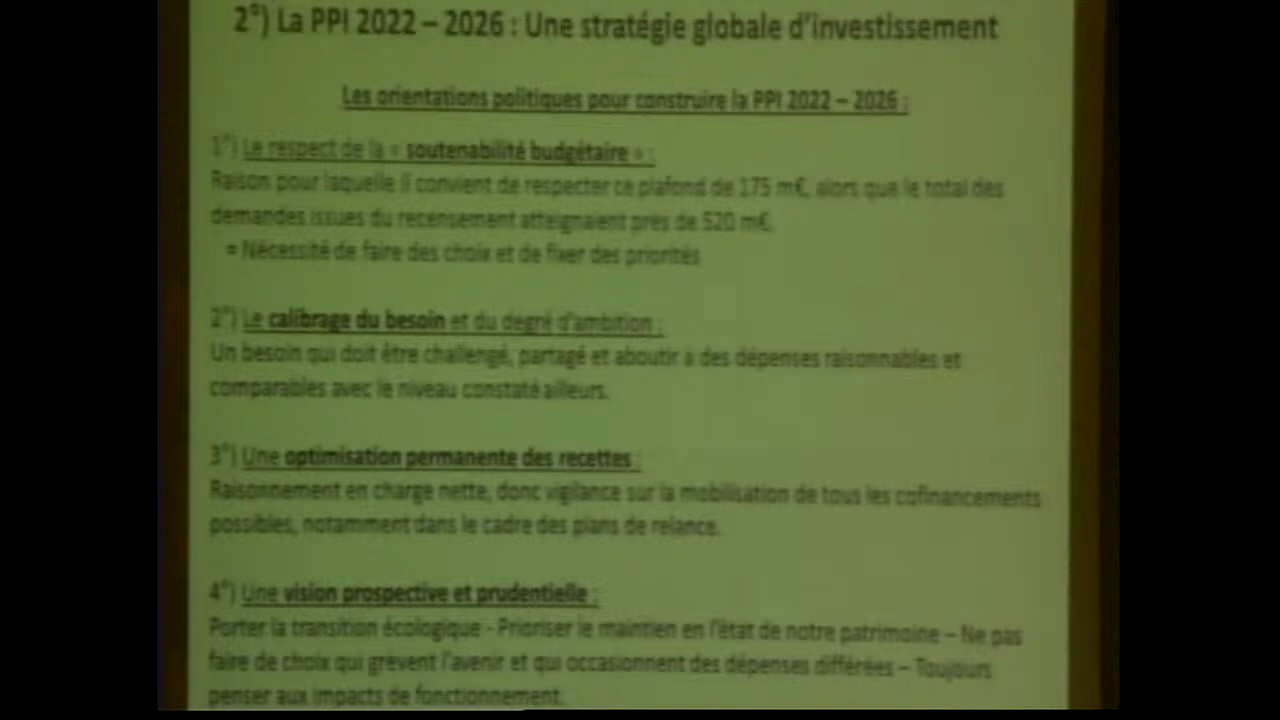 2°) La PPI 2022 – 2026 : Une stratégie globale d'investissement
Les orientations politiques pour construire la PPI 2022 – 2026 :
1°) Le respect de la « soutenabilité budgétaire » :
Raison pour laquelle il convient de respecter ce plafond de 175 m€, alors que le total des
demandes issues du recensement atteignaient près de 520 m€.
= Nécessité de faire des choix et de fixer des priorités
2°) Le calibrage du besoin et du degré d'ambition :
Un besoin qui doit être challengé, partagé et aboutir à des dépenses raisonnables et
comparables avec le niveau constaté ailleurs.
3°) Une optimisation permanente des recettes :
Raisonnement en charge nette, donc vigilance sur la mobilisation de tous les cofinancements
possibles, notamment dans le cadre des plans de relance.
4°) Une vision prospective et prudentielle :
Porter la transition écologique - Prioriser le maintien en l'état de notre patrimoine – Ne pas
faire de choix qui grèvent l'avenir et qui occasionnent des dépenses différées – Toujours
penser aux impacts de fonctionnement.